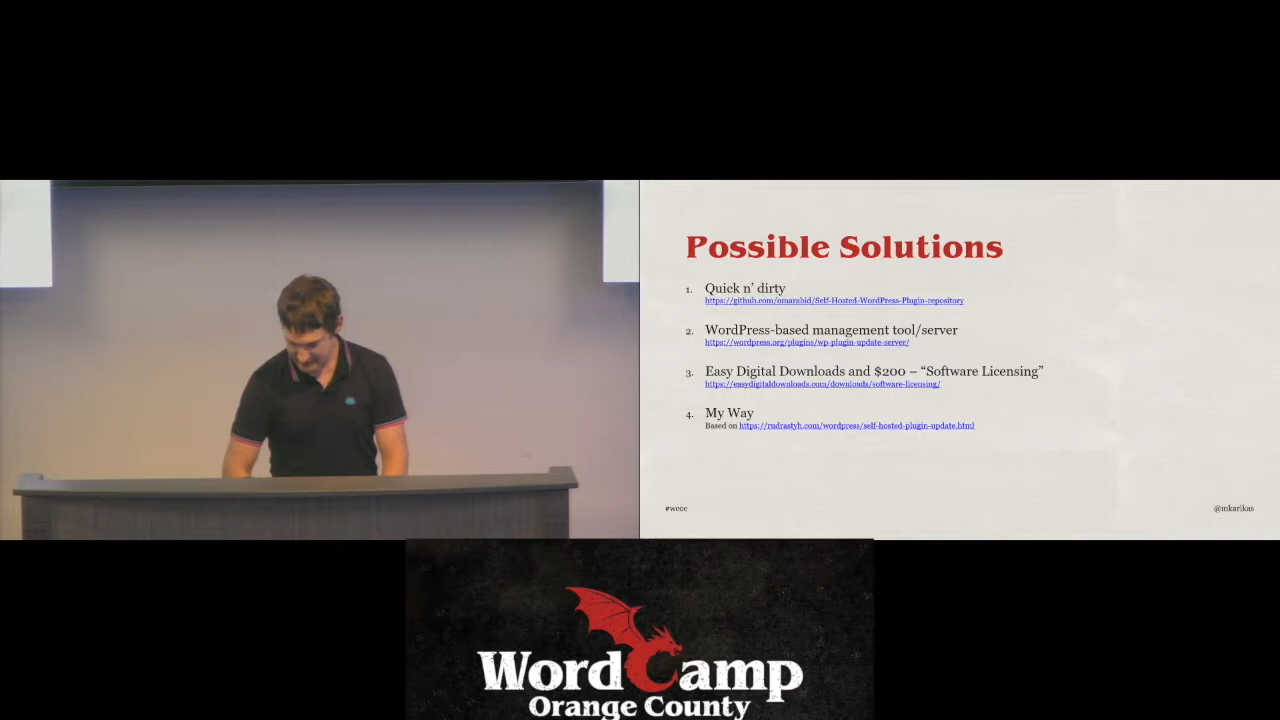 Possible Solutions
1. Quick n' dirty
https://github.com/omarabid/Self-Hosted-WordPress-Plugin-repository
2. WordPress-based management tool/server
https://wordpress.org/plugins/wp-plugin-update-server/
3. Easy Digital Downloads and $200 – “Software Licensing”
https://easydigitaldownloads.com/downloads/software-licensing/
4. My Way
Based on https://rudrastyh.com/wordpress/self-hosted-plugin-update.html
#wcoc
@mkarikas
WordCamp
Orange County